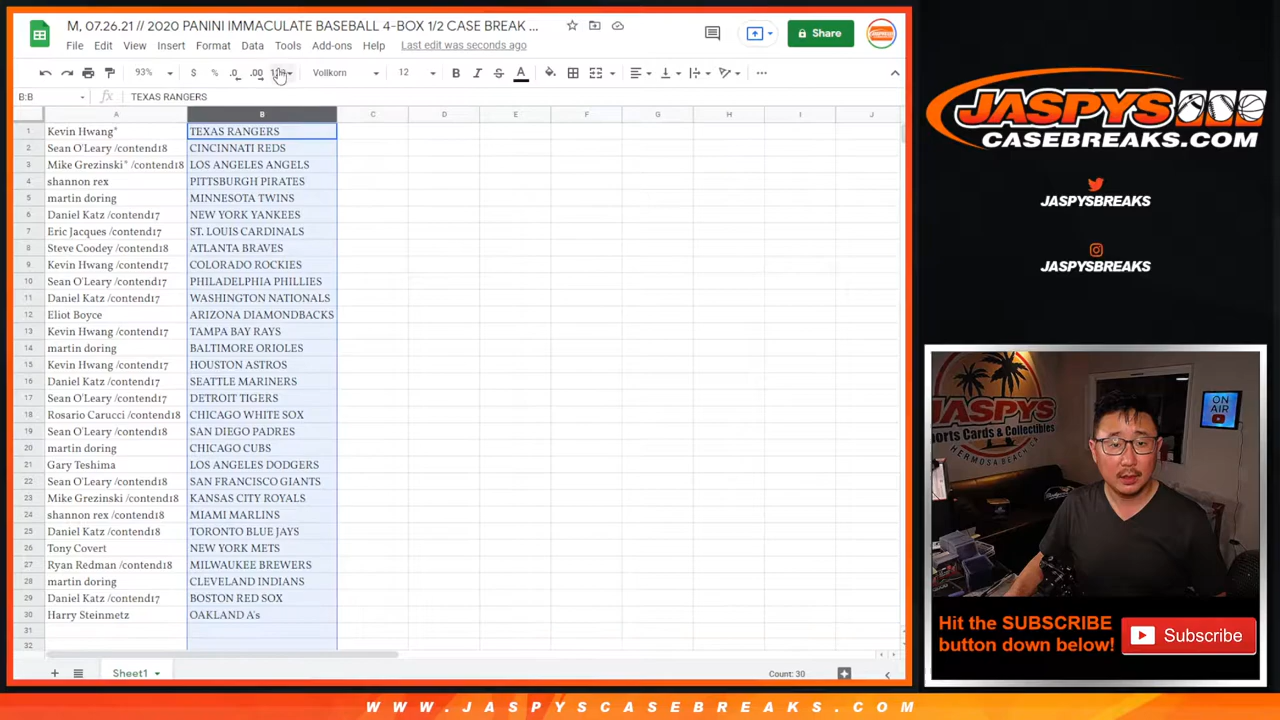 M, 07.26.21 // 2020 PANINI IMMACULATE BASEBALL 4-BOX 1/2 CASE BREAK ...
File Edit View Insert Format Data Tools Add-ons Help Last edit was seconds ago
Share
93% $ % .0 .00 Vollkorn 12 B I S A
B:B fx TEXAS RANGERS
A B C D E F G H I J
1 Kevin Hwang* TEXAS RANGERS
2 Sean O'Leary /contend18 CINCINNATI REDS
3 Mike Grezinski* /contend18 LOS ANGELES ANGELS
4 shannon rex PITTSBURGH PIRATES
5 martin doring MINNESOTA TWINS
6 Daniel Katz /contend17 NEW YORK YANKEES
7 Eric Jacques /contend17 ST. LOUIS CARDINALS
8 Steve Coodey /contend18 ATLANTA BRAVES
9 Kevin Hwang /contend17 COLORADO ROCKIES
10 Sean O'Leary /contend17 PHILADELPHIA PHILLIES
11 Daniel Katz /contend17 WASHINGTON NATIONALS
12 Eliot Boyce ARIZONA DIAMONDBACKS
13 Kevin Hwang /contend17 TAMPA BAY RAYS
14 martin doring BALTIMORE ORIOLES
15 Kevin Hwang /contend17 HOUSTON ASTROS
16 Daniel Katz /contend17 SEATTLE MARINERS
17 Sean O'Leary /contend17 DETROIT TIGERS
18 Rosario Carucci /contend18 CHICAGO WHITE SOX
19 Sean O'Leary /contend18 SAN DIEGO PADRES
20 martin doring CHICAGO CUBS
21 Gary Teshima LOS ANGELES DODGERS
22 Sean O'Leary /contend18 SAN FRANCISCO GIANTS
23 Mike Grezinski /contend18 KANSAS CITY ROYALS
24 shannon rex /contend18 MIAMI MARLINS
25 Daniel Katz /contend18 TORONTO BLUE JAYS
26 Tony Covert NEW YORK METS
27 Ryan Redman /contend18 MILWAUKEE BREWERS
28 martin doring CLEVELAND INDIANS
29 Daniel Katz /contend17 BOSTON RED SOX
30 Harry Steinmetz OAKLAND A's
31
32
Sheet1 Count: 30
JASPYS
CASEBREAKS.COM
JASPYSBREAKS
JASPYSBREAKS
JASPYS
Sports Cards & Collectibles
HERMOSA BEACH CA
ON
AIR
Hit the SUBSCRIBE
button down below!
Subscribe
WWW.JASPYSCASEBREAKS.COM